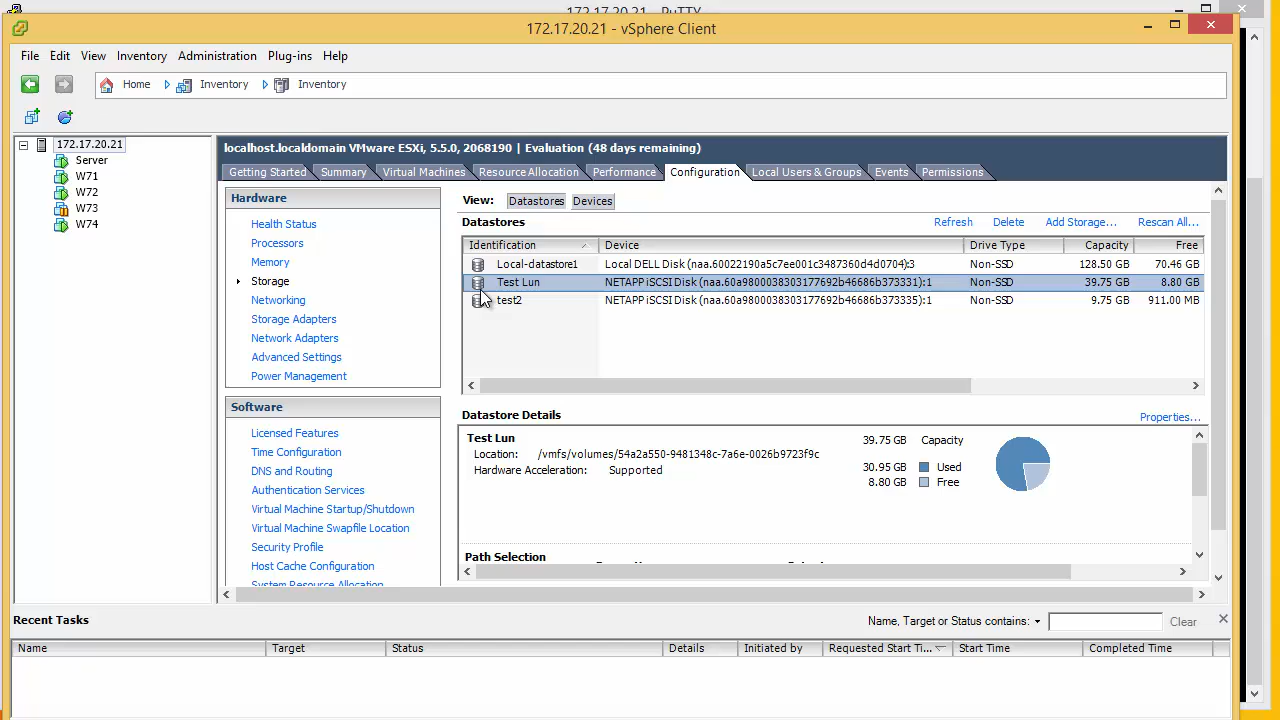 172.17.20.21 - PuTTY
172.17.20.21 - vSphere Client
File Edit View Inventory Administration Plug-ins Help
Home Inventory Inventory
172.17.20.21
Server
W71
W72
W73
W74
localhost.localdomain VMware ESXi, 5.5.0, 2068190 | Evaluation (48 days remaining)
Getting Started Summary Virtual Machines Resource Allocation Performance Configuration Local Users & Groups Events Permissions
Hardware
Health Status
Processors
Memory
Storage
Networking
Storage Adapters
Network Adapters
Advanced Settings
Power Management
Software
Licensed Features
Time Configuration
DNS and Routing
Authentication Services
Virtual Machine Startup/Shutdown
Virtual Machine Swapfile Location
Security Profile
Host Cache Configuration
System Resource Allocation
View: Datastores Devices
Datastores Refresh Delete Add Storage... Rescan All...
Identification Device Drive Type Capacity Free
Local-datastore1 Local DELL Disk (naa.60022190a5c7ee001c3487360d4d0704):3 Non-SSD 128.50 GB 70.46 GB
Test Lun NETAPP iSCSI Disk (naa.60a9800038303177692b46686b373331):1 Non-SSD 39.75 GB 8.80 GB
test2 NETAPP iSCSI Disk (naa.60a9800038303177692b46686b373335):1 Non-SSD 9.75 GB 911.00 MB
Datastore Details Properties...
Test Lun 39.75 GB Capacity
Location: /vmfs/volumes/54a2a550-9481348c-7a6e-0026b9723f9c
Hardware Acceleration: Supported
30.95 GB Used
8.80 GB Free
Path Selection
Recent Tasks Name, Target or Status contains: Clear
Name Target Status Details Initiated by Requested Start Ti... Start Time Completed Time